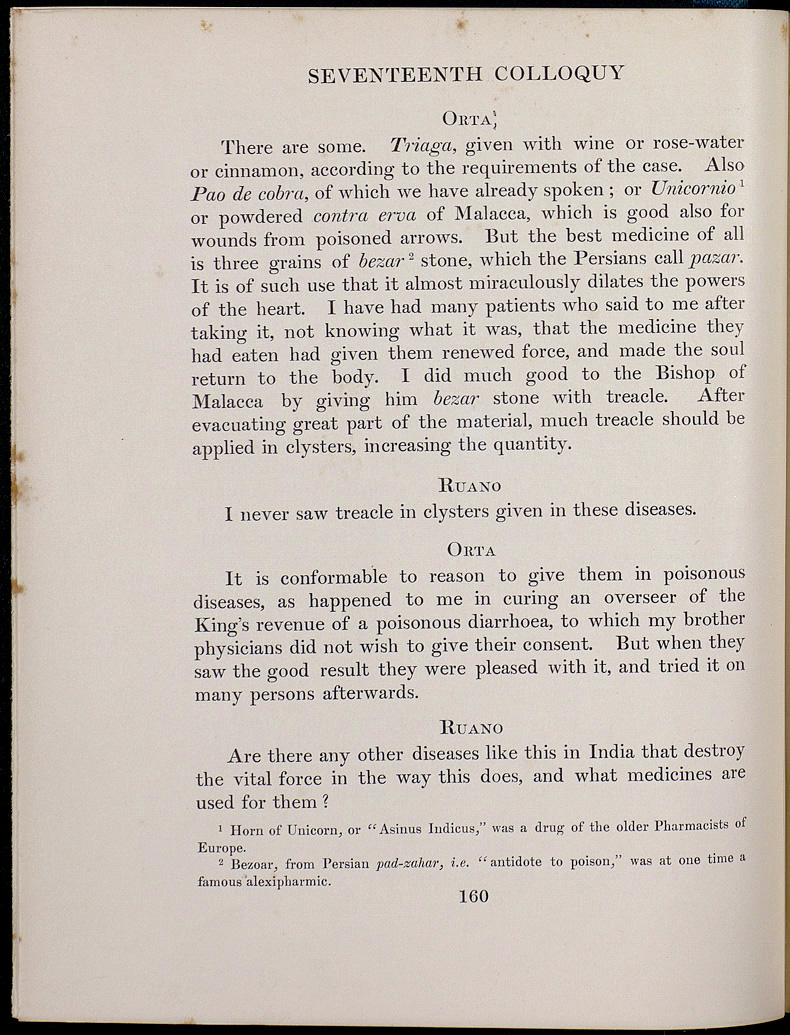 SEVENTEENTH COLLOQUY
ORTA
There are some. Triaga, given with wine or rose-water
or cinnamon, according to the requirements of the case. Also
Pao de cobra, of which we have already spoken ; or Unicornio ¹
or powdered contra erva of Malacca, which is good also for
wounds from poisoned arrows. But the best medicine of all
is three grains of bezar ² stone, which the Persians call pazar.
It is of such use that it almost miraculously dilates the powers
of the heart. I have had many patients who said to me after
taking it, not knowing what it was, that the medicine they
had eaten had given them renewed force, and made the soul
return to the body. I did much good to the Bishop of
Malacca by giving him bezar stone with treacle. After
evacuating great part of the material, much treacle should be
applied in clysters, increasing the quantity.
RUANO
I never saw treacle in clysters given in these diseases.
ORTA
It is conformable to reason to give them in poisonous
diseases, as happened to me in curing an overseer of the
King's revenue of a poisonous diarrhoea, to which my brother
physicians did not wish to give their consent. But when they
saw the good result they were pleased with it, and tried it on
many persons afterwards.
RUANO
Are there any other diseases like this in India that destroy
the vital force in the way this does, and what medicines are
used for them ?
¹ Horn of Unicorn, or “Asinus Indicus,” was a drug of the older Pharmacists of
Europe.
² Bezoar, from Persian pad-zahar, i.e. “antidote to poison,” was at one time a
famous alexipharmic.
160